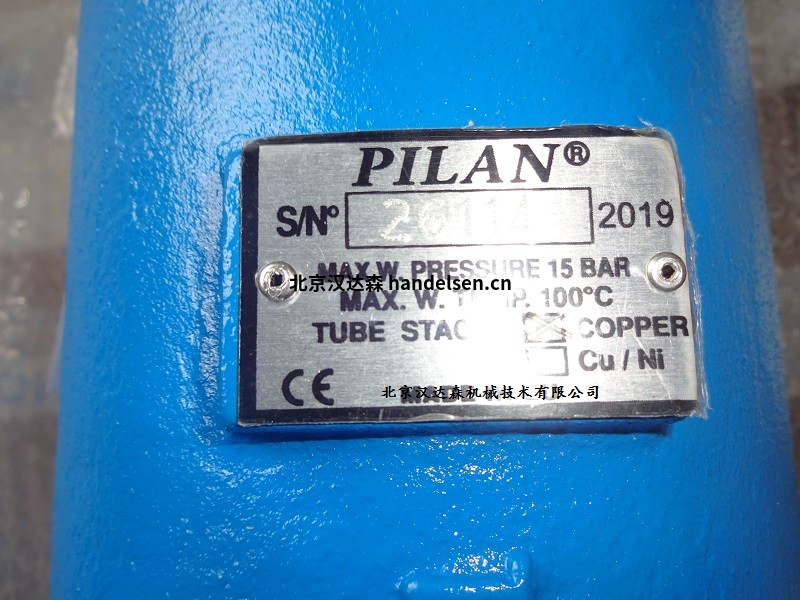 PILAN®
S/Nº 2019
MAX.W. PRESSURE 15 BAR
北京汉达森 handelsen.cn
MAX. W. 100°C
TUBE COPPER
Cu / Ni
CE
北京汉达森机械技术有限公司